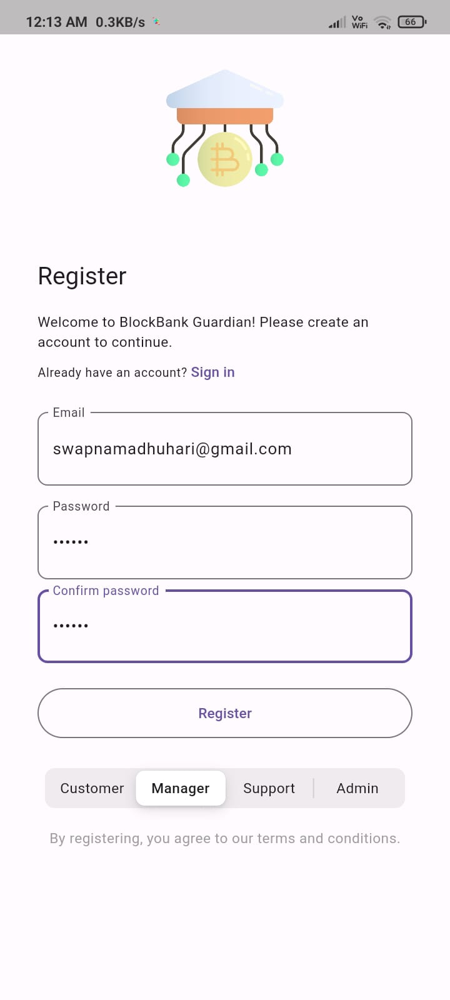 12:13 AM 0.3KB/s Vo WiFi 66
Register
Welcome to BlockBank Guardian! Please create an
account to continue.
Already have an account? Sign in
Email
swapnamadhuhari@gmail.com
Password
••••••
Confirm password
••••••
Register
Customer Manager Support Admin
By registering, you agree to our terms and conditions.